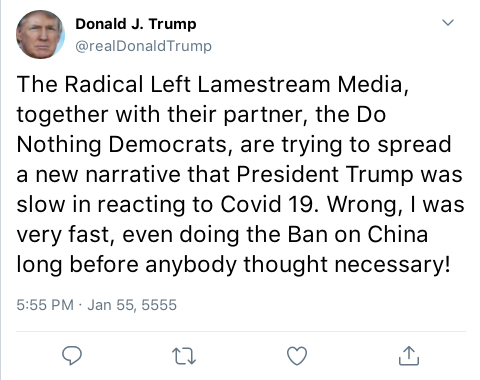 Donald J. Trump
@realDonaldTrump
The Radical Left Lamestream Media,
together with their partner, the Do
Nothing Democrats, are trying to spread
a new narrative that President Trump was
slow in reacting to Covid 19. Wrong, I was
very fast, even doing the Ban on China
long before anybody thought necessary!
5:55 PM · Jan 55, 5555